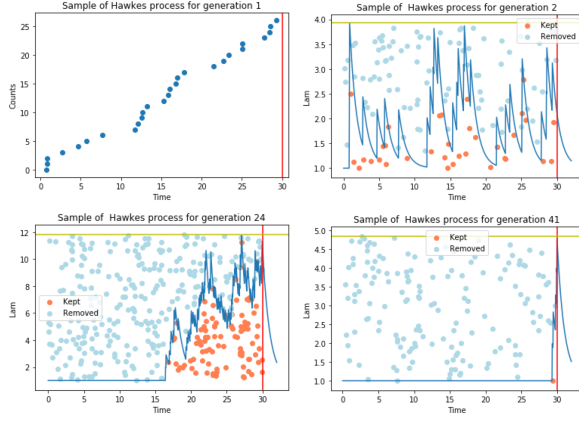 Sample of Hawkes process for generation 1
Counts
25
20
15
10
5
0
0 5 10 15 20 25 30
Time
Sample of Hawkes process for generation 2
Lam
4.0
3.5
3.0
2.5
2.0
1.5
1.0
Kept
Removed
0 5 10 15 20 25 30
Time
Sample of Hawkes process for generation 24
Lam
12
10
8
6
4
2
Kept
Removed
0 5 10 15 20 25 30
Time
Sample of Hawkes process for generation 41
Lam
5.0
4.5
4.0
3.5
3.0
2.5
2.0
1.5
1.0
Kept
Removed
0 5 10 15 20 25 30
Time